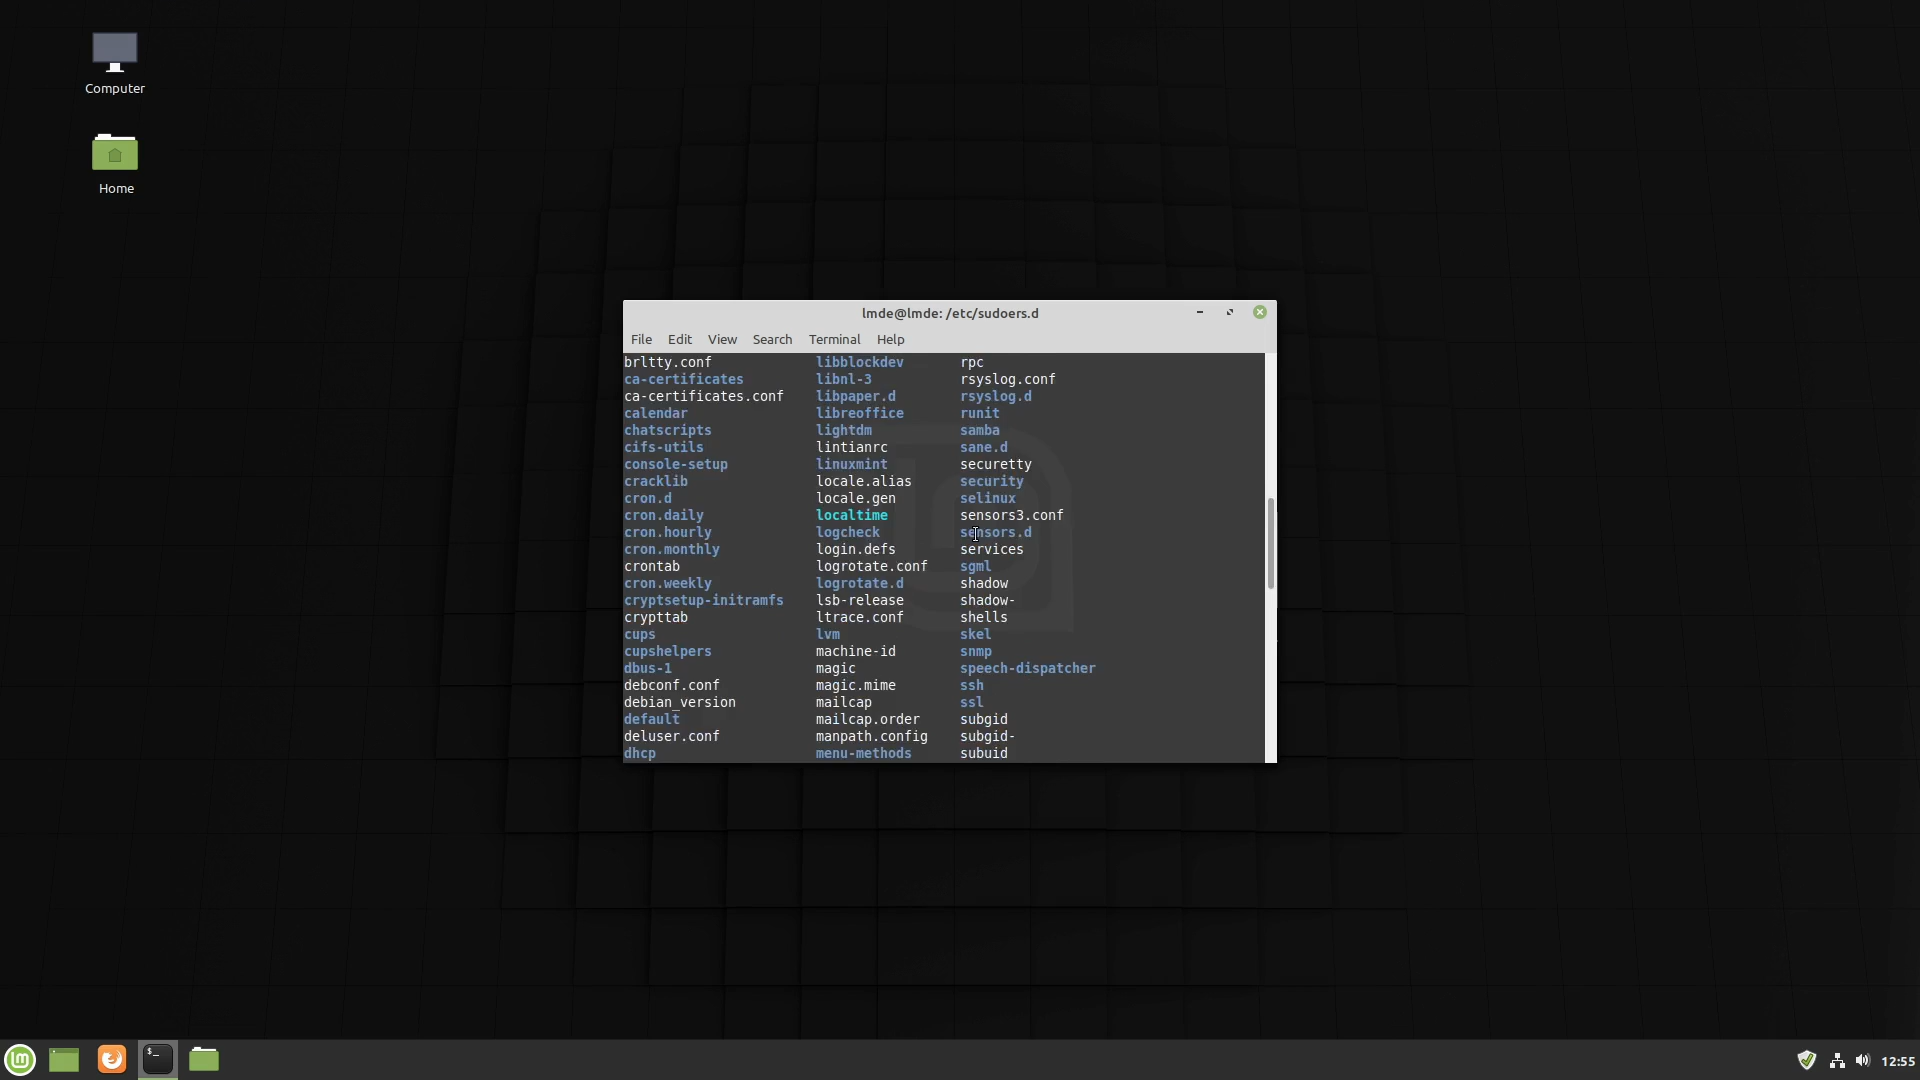 Computer
Home
lmde@lmde: /etc/sudoers.d
File Edit View Search Terminal Help
brltty.conf libblockdev rpc
ca-certificates libnl-3 rsyslog.conf
ca-certificates.conf libpaper.d rsyslog.d
calendar libreoffice runit
chatscripts lightdm samba
cifs-utils lintianrc sane.d
console-setup linuxmint securetty
cracklib locale.alias security
cron.d locale.gen selinux
cron.daily localtime sensors3.conf
cron.hourly logcheck sensors.d
cron.monthly login.defs services
crontab logrotate.conf sgml
cron.weekly logrotate.d shadow
cryptsetup-initramfs lsb-release shadow-
crypttab ltrace.conf shells
cups lvm skel
cupshelpers machine-id snmp
dbus-1 magic speech-dispatcher
debconf.conf magic.mime ssh
debian_version mailcap ssl
default mailcap.order subgid
deluser.conf manpath.config subgid-
dhcp menu-methods subuid
$_
12:55